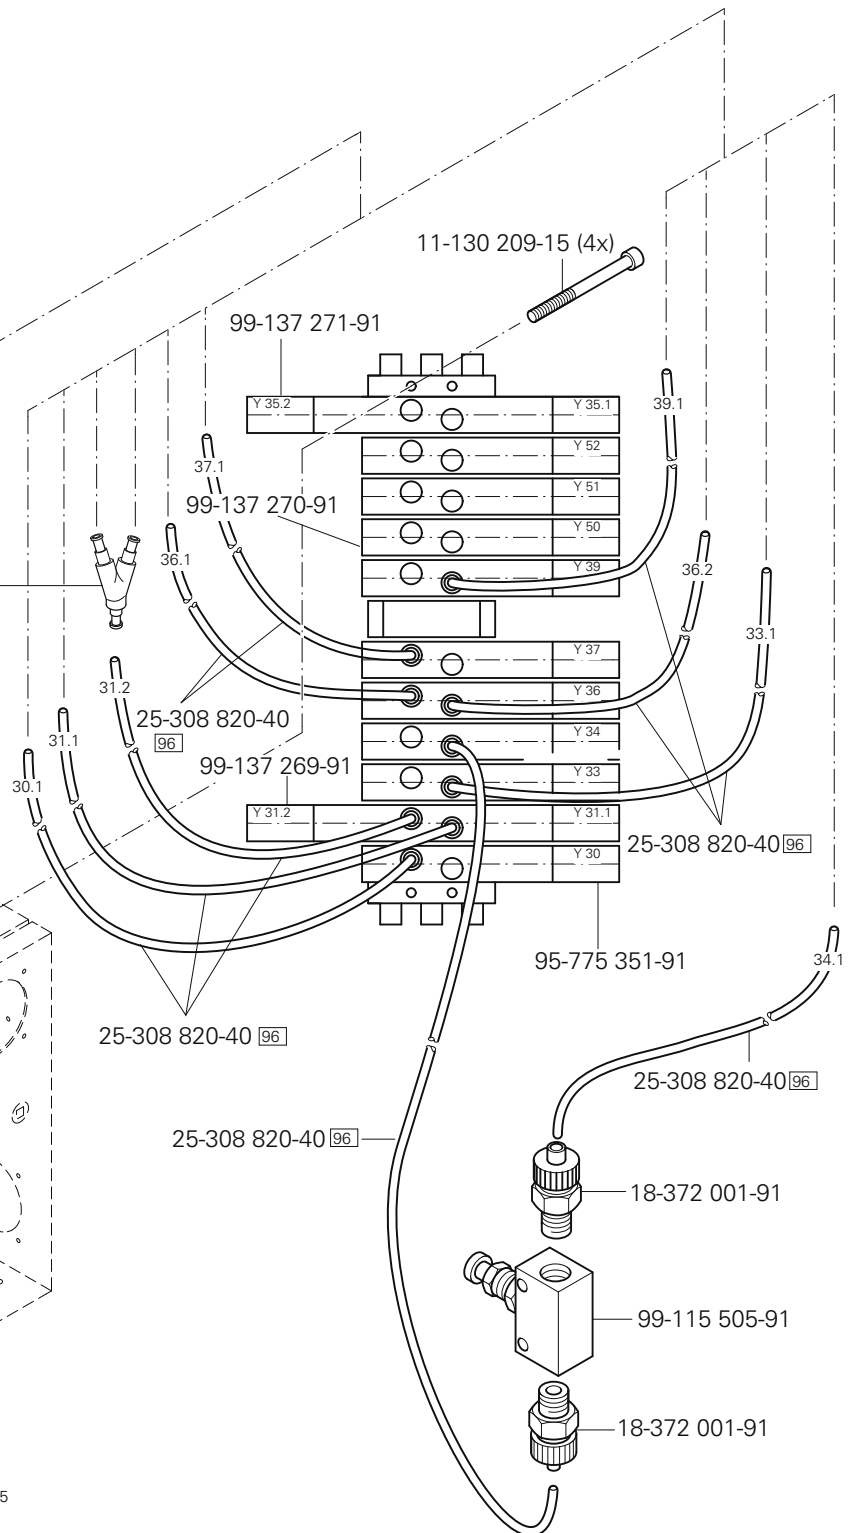 11-130 209-15 (4x)
99-137 271-91
Y 35.2
Y 35.1
39.1
Y 52
37.1
Y 51
99-137 270-91
Y 50
36.1
Y 39
36.2
33.1
Y 37
31.2
Y 36
25-308 820-40
96
31.1
Y 34
99-137 269-91
Y 33
30.1
Y 31.2
Y 31.1
25-308 820-40 96
Y 30
95-775 351-91
34.1
25-308 820-40 96
25-308 820-40 96
25-308 820-40 96
18-372 001-91
99-115 505-91
18-372 001-91
5